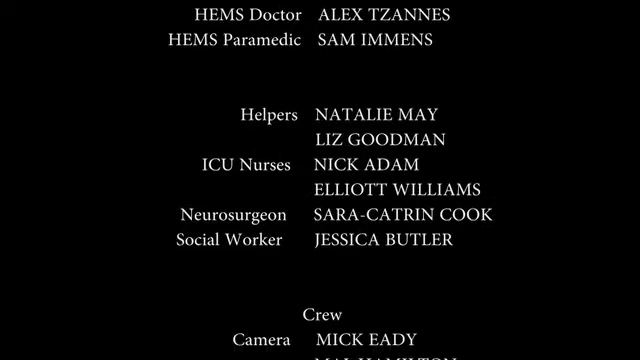 HEMS Doctor ALEX TZANNES
HEMS Paramedic SAM IMMENS
Helpers NATALIE MAY
LIZ GOODMAN
ICU Nurses NICK ADAM
ELLIOTT WILLIAMS
Neurosurgeon SARA-CATRIN COOK
Social Worker JESSICA BUTLER
Crew
Camera MICK EADY